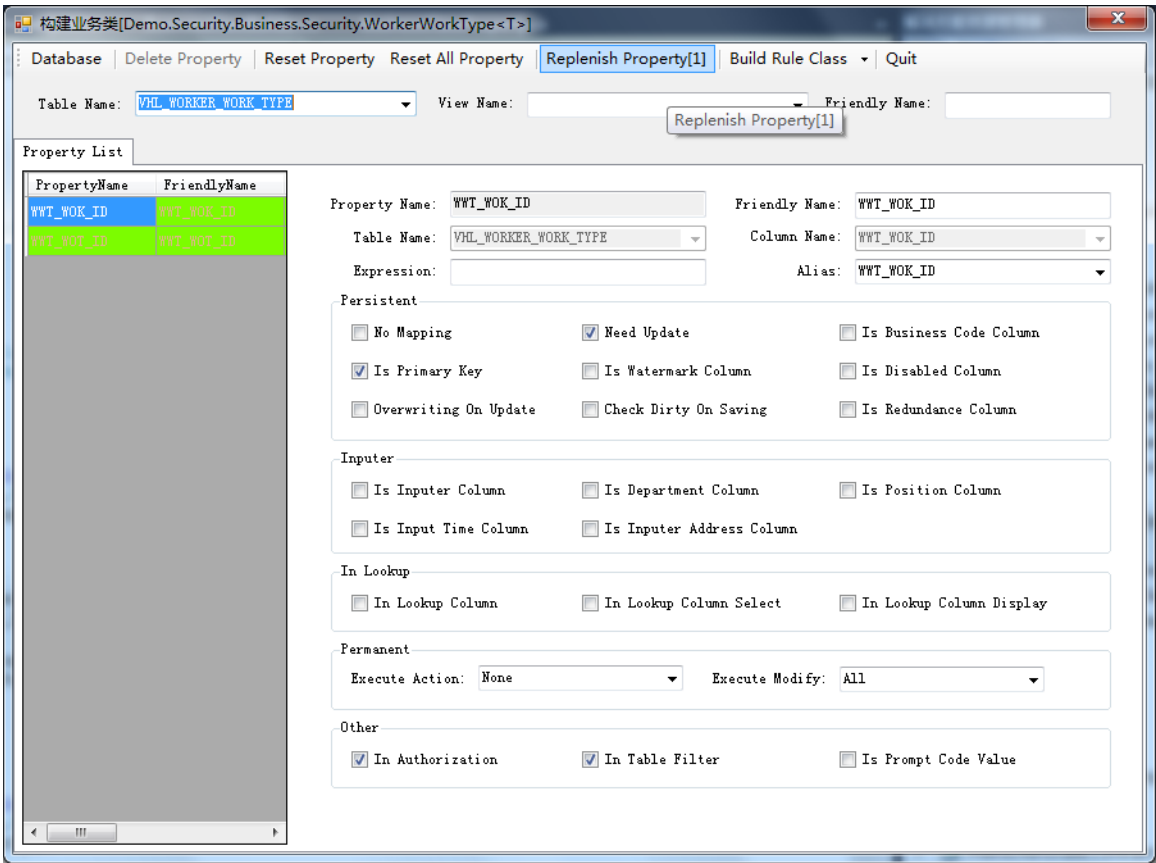 构建业务类[Demo.Security.Business.Security.WorkerWorkType<T>]
Database Delete Property Reset Property Reset All Property Replenish Property[1] Build Rule Class Quit
Table Name: VHL_WORKER_WORK_TYPE View Name: Friendly Name:
Replenish Property[1]
Property List
PropertyName FriendlyName
WWT_WOK_ID WWT_WOK_ID
WWT_WOT_ID WWT_WOT_ID
Property Name: WWT_WOK_ID Friendly Name: WWT_WOK_ID
Table Name: VHL_WORKER_WORK_TYPE Column Name: WWT_WOK_ID
Expression: Alias: WWT_WOK_ID
Persistent
No Mapping Need Update Is Business Code Column
Is Primary Key Is Watermark Column Is Disabled Column
Overwriting On Update Check Dirty On Saving Is Redundance Column
Inputer
Is Inputer Column Is Department Column Is Position Column
Is Input Time Column Is Inputer Address Column
In Lookup
In Lookup Column In Lookup Column Select In Lookup Column Display
Permanent
Execute Action: None Execute Modify: All
Other
In Authorization In Table Filter Is Prompt Code Value